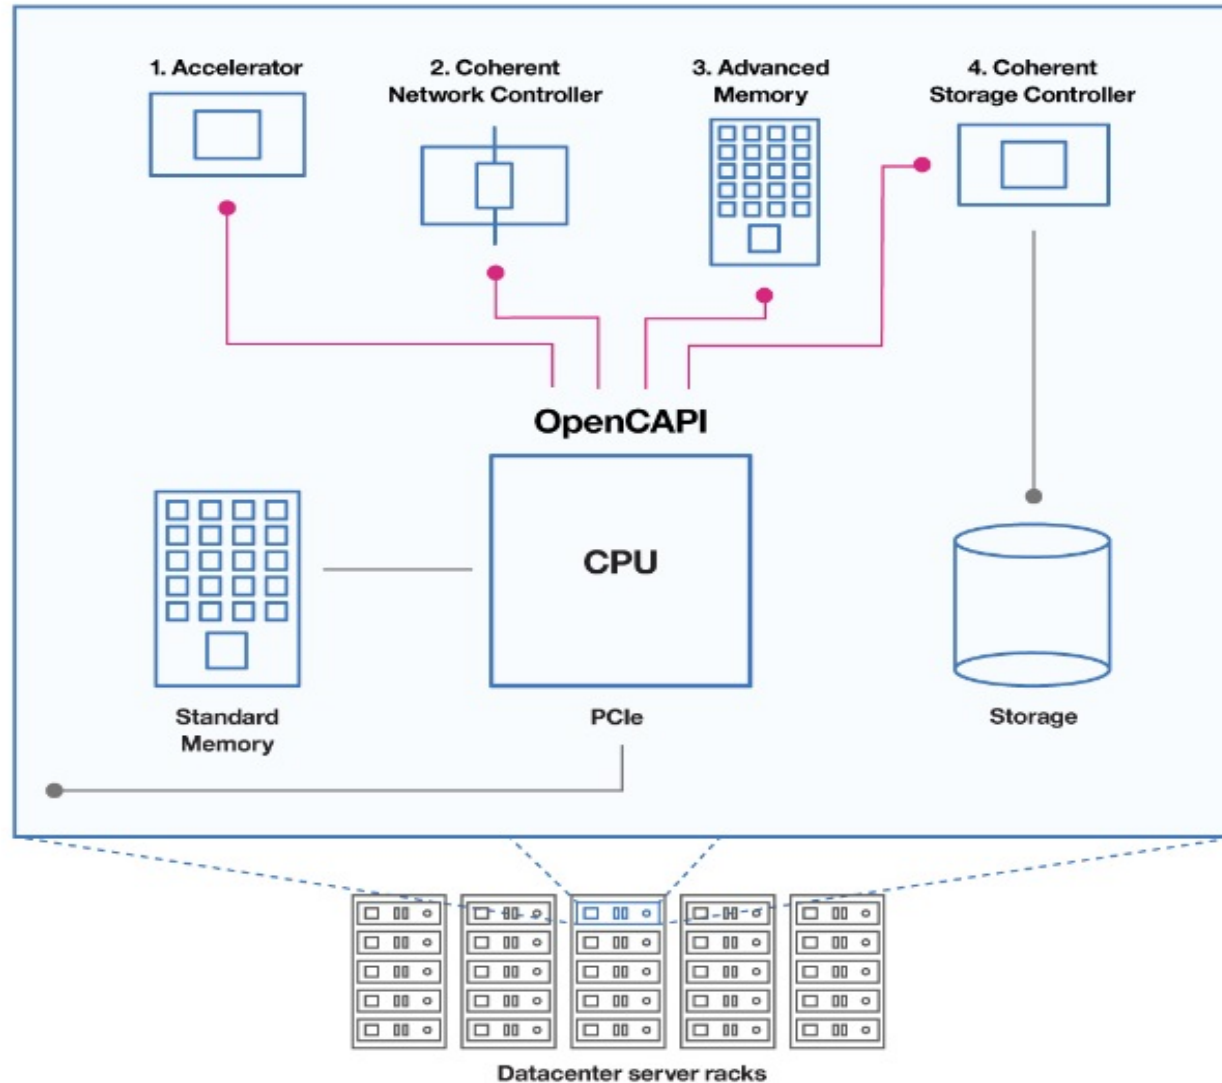 1. Accelerator
2. Coherent
Network Controller
3. Advanced
Memory
4. Coherent
Storage Controller
OpenCAPI
CPU
Standard
Memory
PCIe
Storage
Datacenter server racks